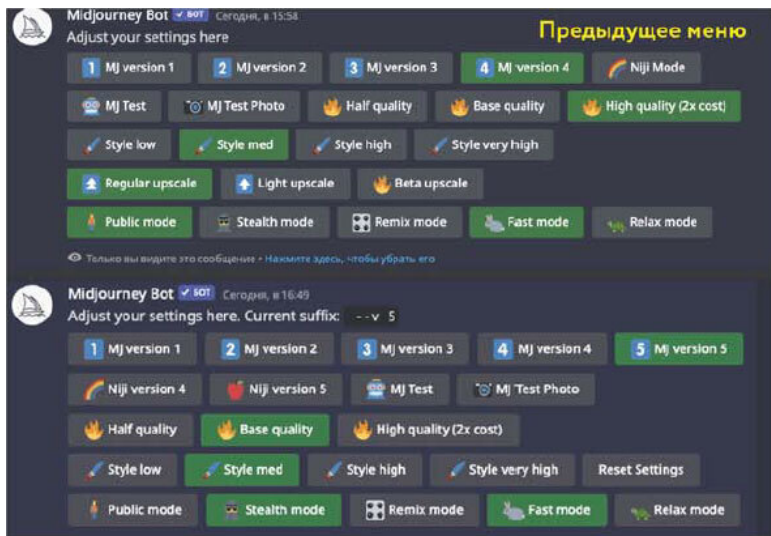 Midjourney Bot ✓ БОТ Сегодня, в 15:58
Предыдущее меню
Adjust your settings here
1 MJ version 1 2 MJ version 2 3 MJ version 3 4 MJ version 4 Niji Mode
MJ Test MJ Test Photo Half quality Base quality High quality (2x cost)
Style low Style med Style high Style very high
Regular upscale Light upscale Beta upscale
Public mode Stealth mode Remix mode Fast mode Relax mode
Только вы видите это сообщение • Нажмите здесь, чтобы убрать его
Midjourney Bot ✓ БОТ Сегодня, в 16:49
Adjust your settings here. Current suffix: --v 5
1 MJ version 1 2 MJ version 2 3 MJ version 3 4 MJ version 4 5 MJ version 5
Niji version 4 Niji version 5 MJ Test MJ Test Photo
Half quality Base quality High quality (2x cost)
Style low Style med Style high Style very high Reset Settings
Public mode Stealth mode Remix mode Fast mode Relax mode